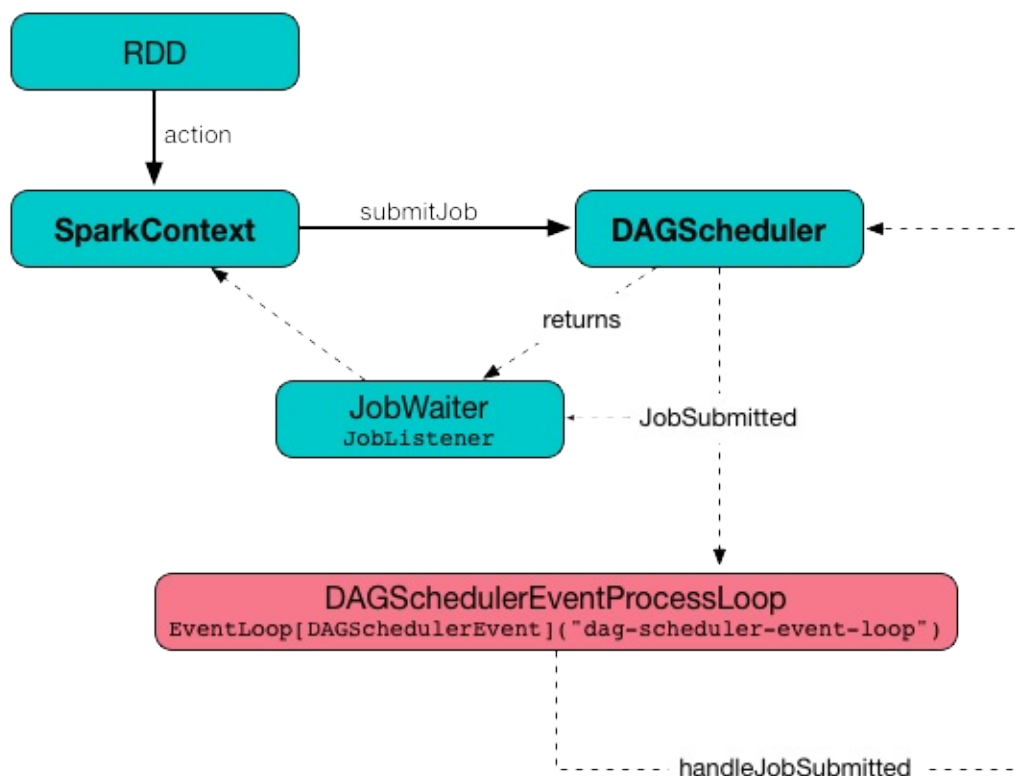 RDD
action
SparkContext
submitJob
DAGScheduler
returns
JobWaiter
JobListener
JobSubmitted
DAGSchedulerEventProcessLoop
EventLoop[DAGSchedulerEvent]("dag-scheduler-event-loop")
handleJobSubmitted